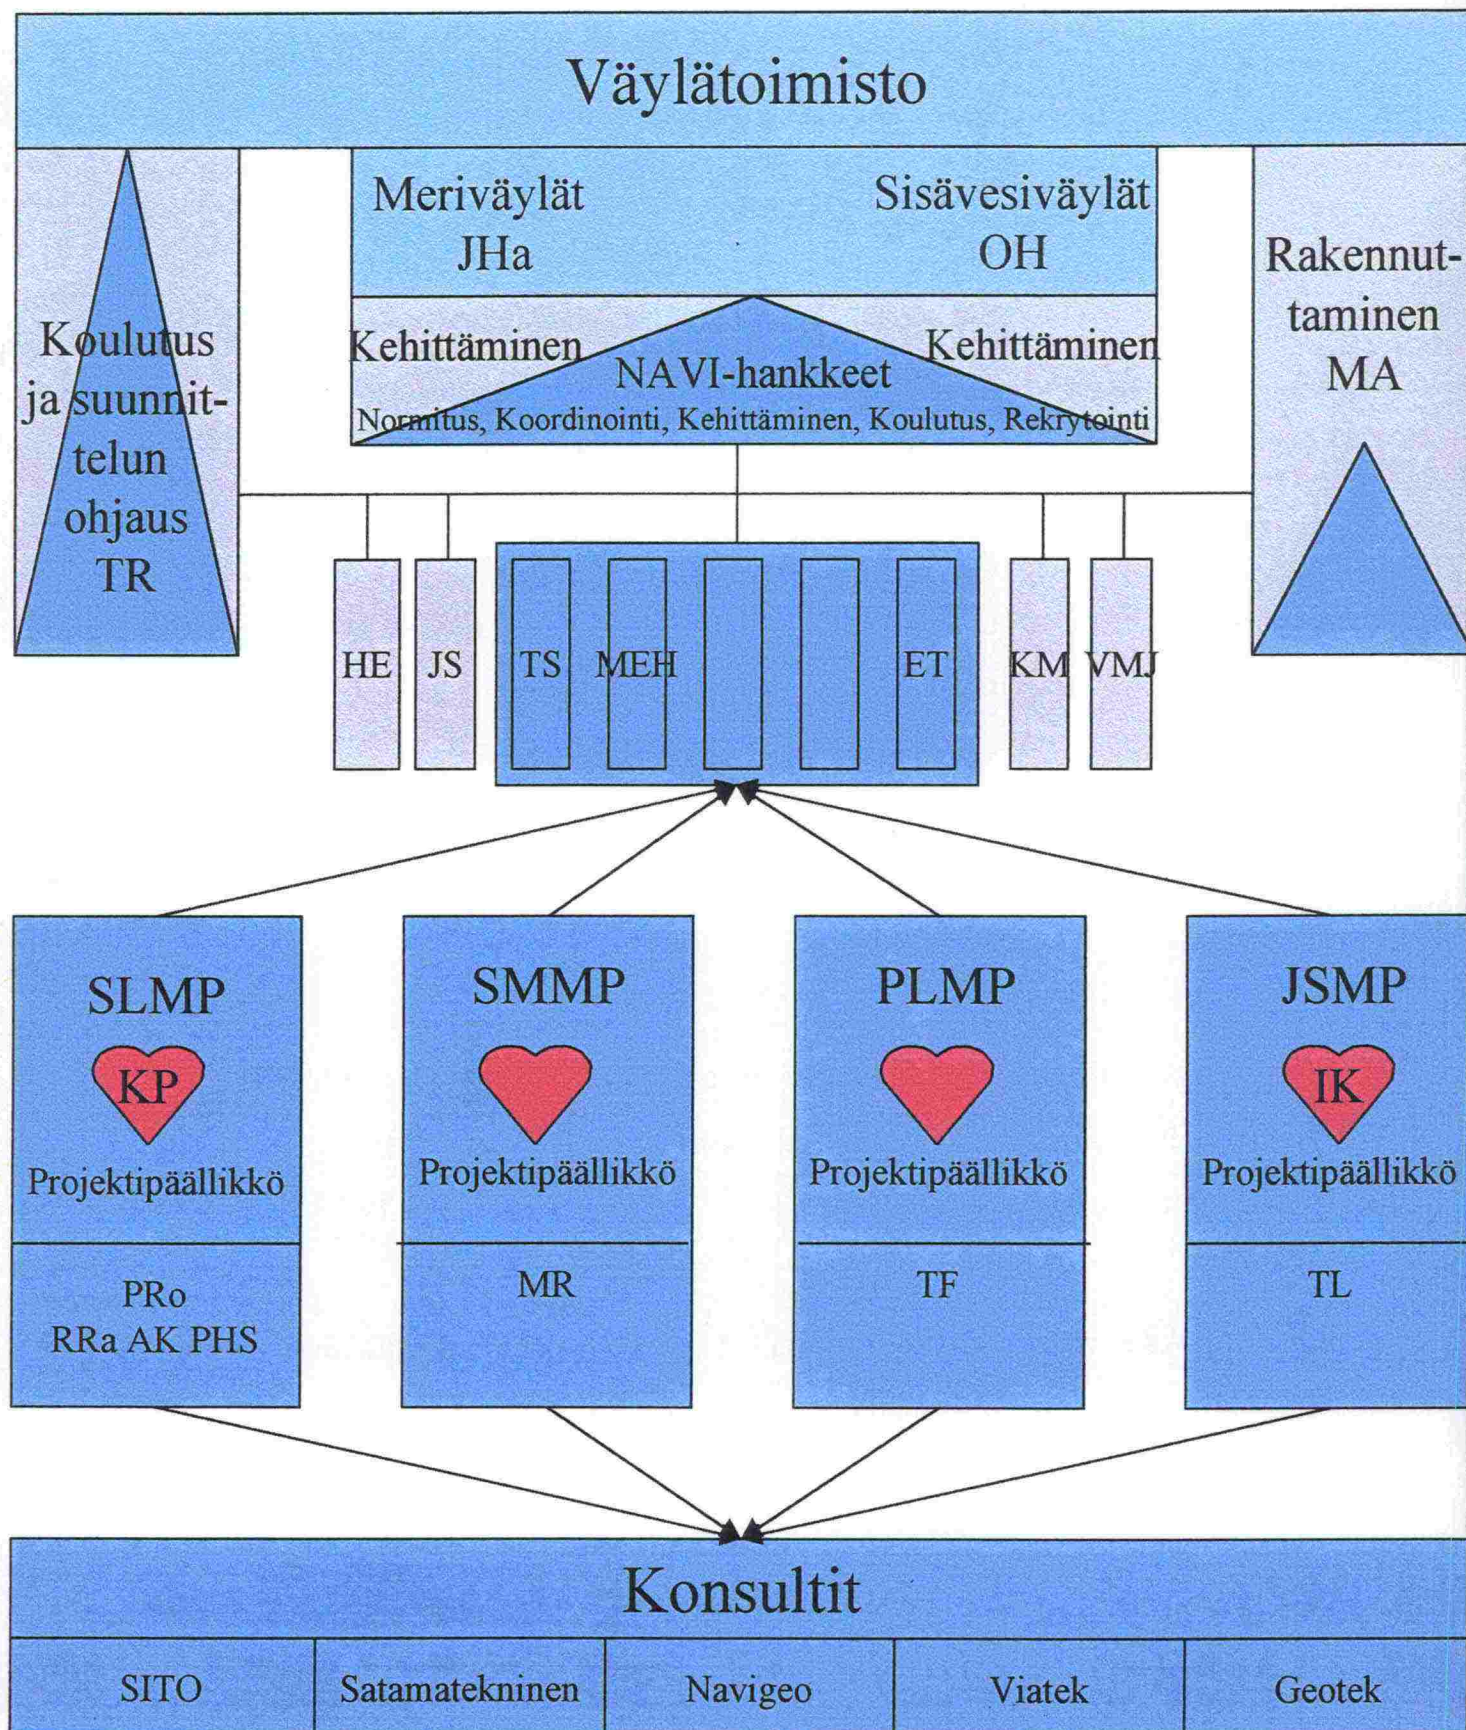 Väylätoimisto
Meriväylät
JHa
Sisävesiväylät
OH
Koulutus
ja suunnit-
telun
ohjaus
TR
Kehittäminen
Kehittäminen
NAVI-hankkeet
Normitus, Koordinointi, Kehittäminen, Koulutus, Rekrytointi
Rakennut-
taminen
MA
HE
JS
TS
MEH
ET
KM
VMJ
SLMP
KP
Projektipäällikkö
PRo
RRa AK PHS
SMMP
Projektipäällikkö
MR
PLMP
Projektipäällikkö
TF
JSMP
IK
Projektipäällikkö
TL
Konsultit
SITO
Satamatekninen
Navigeo
Viatek
Geotek